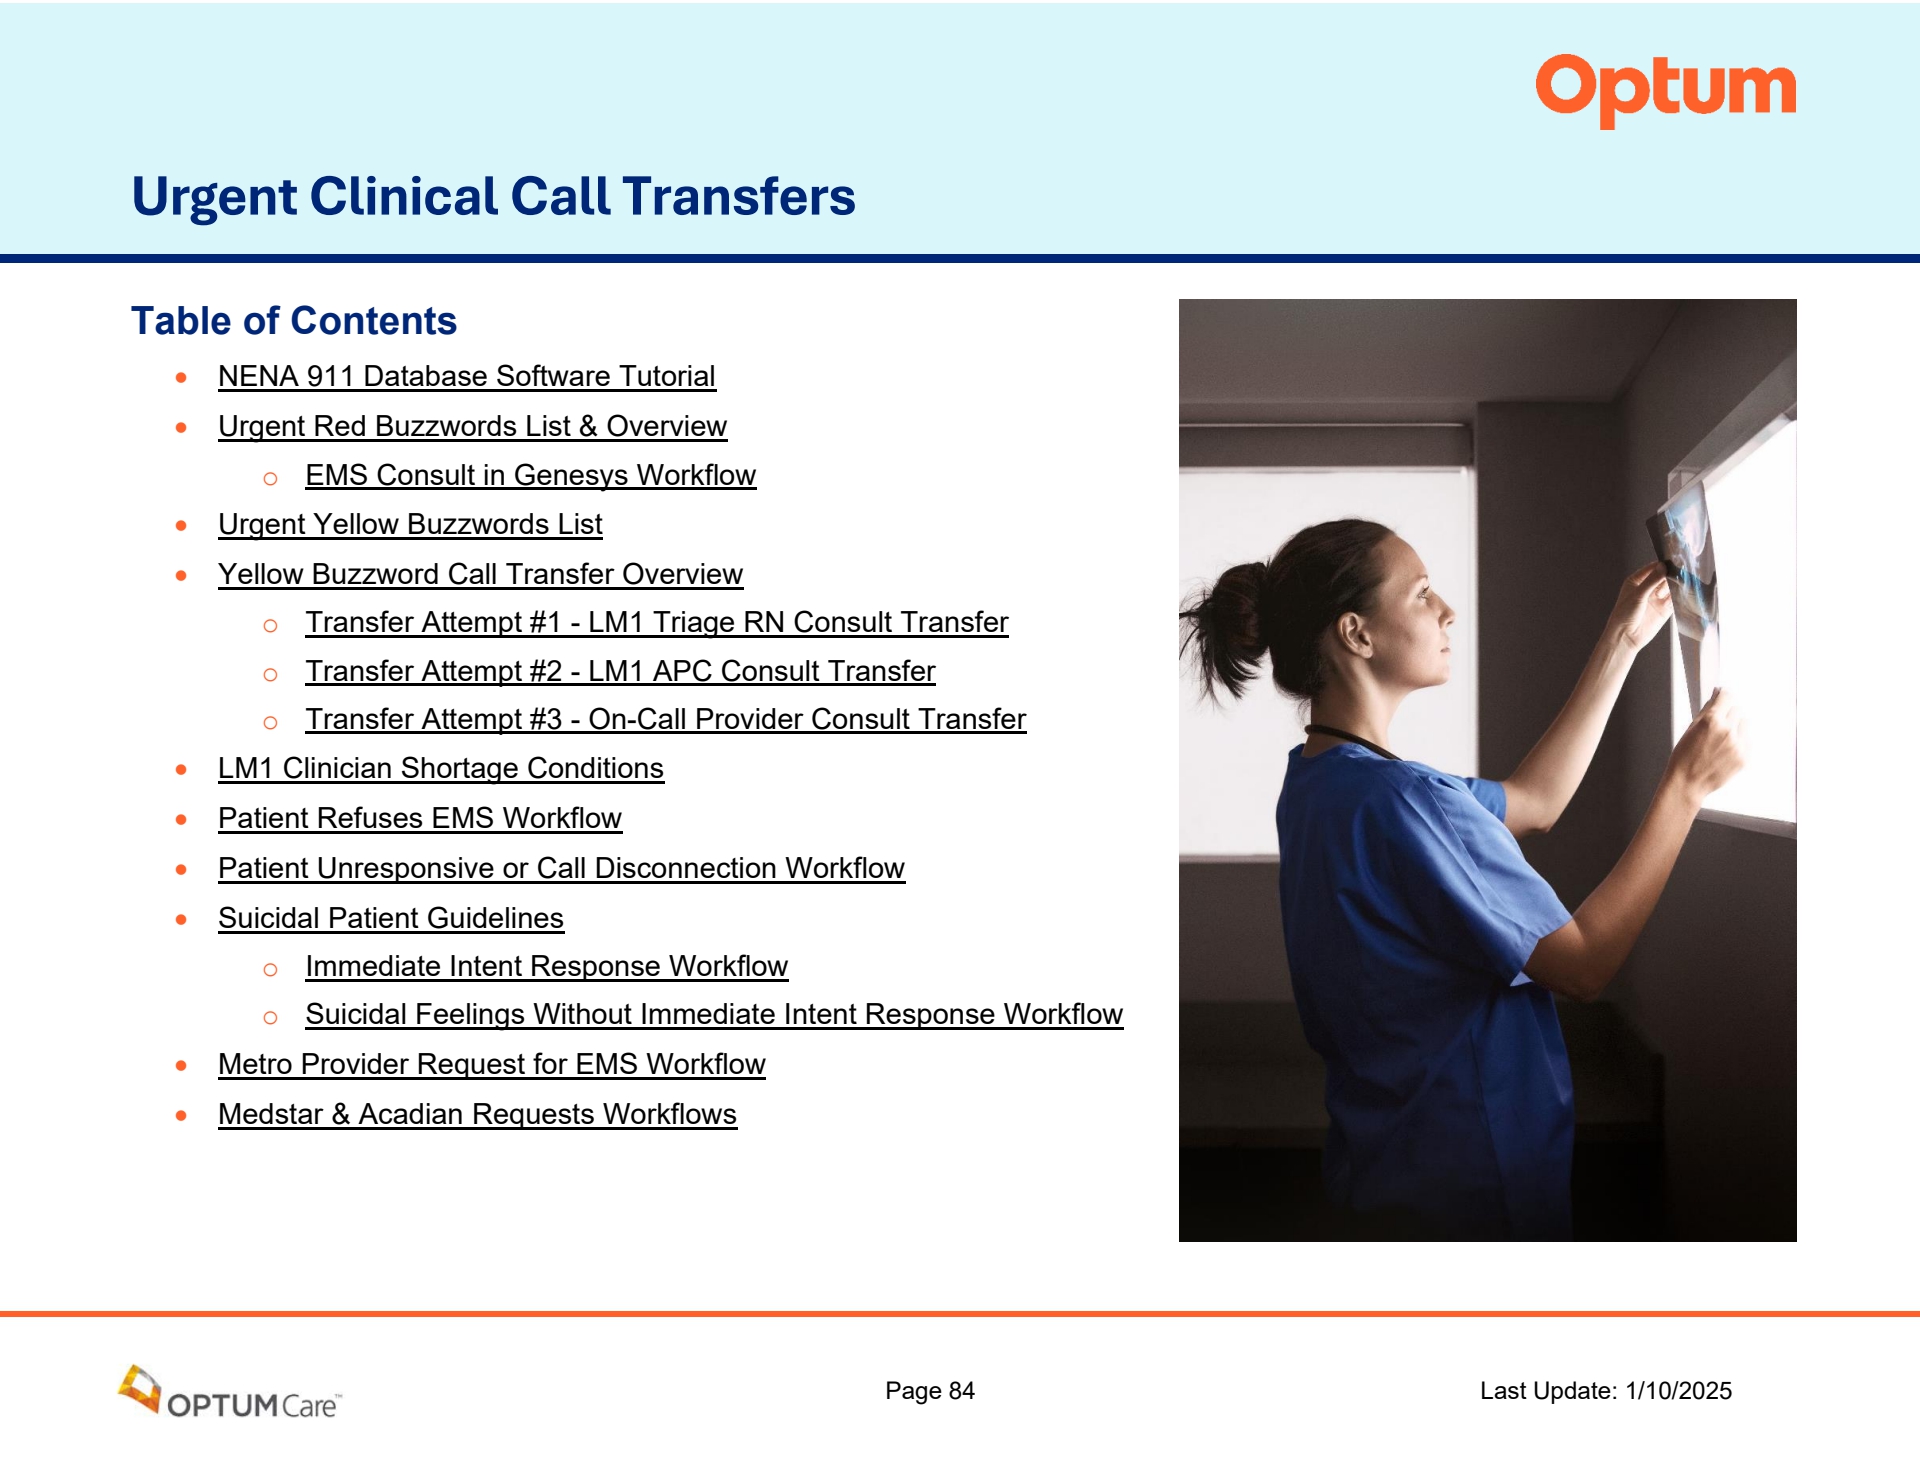 Optum
Urgent Clinical Call Transfers
Table of Contents
• NENA 911 Database Software Tutorial
• Urgent Red Buzzwords List & Overview
o EMS Consult in Genesys Workflow
• Urgent Yellow Buzzwords List
• Yellow Buzzword Call Transfer Overview
o Transfer Attempt #1 - LM1 Triage RN Consult Transfer
o Transfer Attempt #2 - LM1 APC Consult Transfer
o Transfer Attempt #3 - On-Call Provider Consult Transfer
• LM1 Clinician Shortage Conditions
• Patient Refuses EMS Workflow
• Patient Unresponsive or Call Disconnection Workflow
• Suicidal Patient Guidelines
o Immediate Intent Response Workflow
o Suicidal Feelings Without Immediate Intent Response Workflow
• Metro Provider Request for EMS Workflow
• Medstar & Acadian Requests Workflows
OPTUM Care™
Page 84
Last Update: 1/10/2025